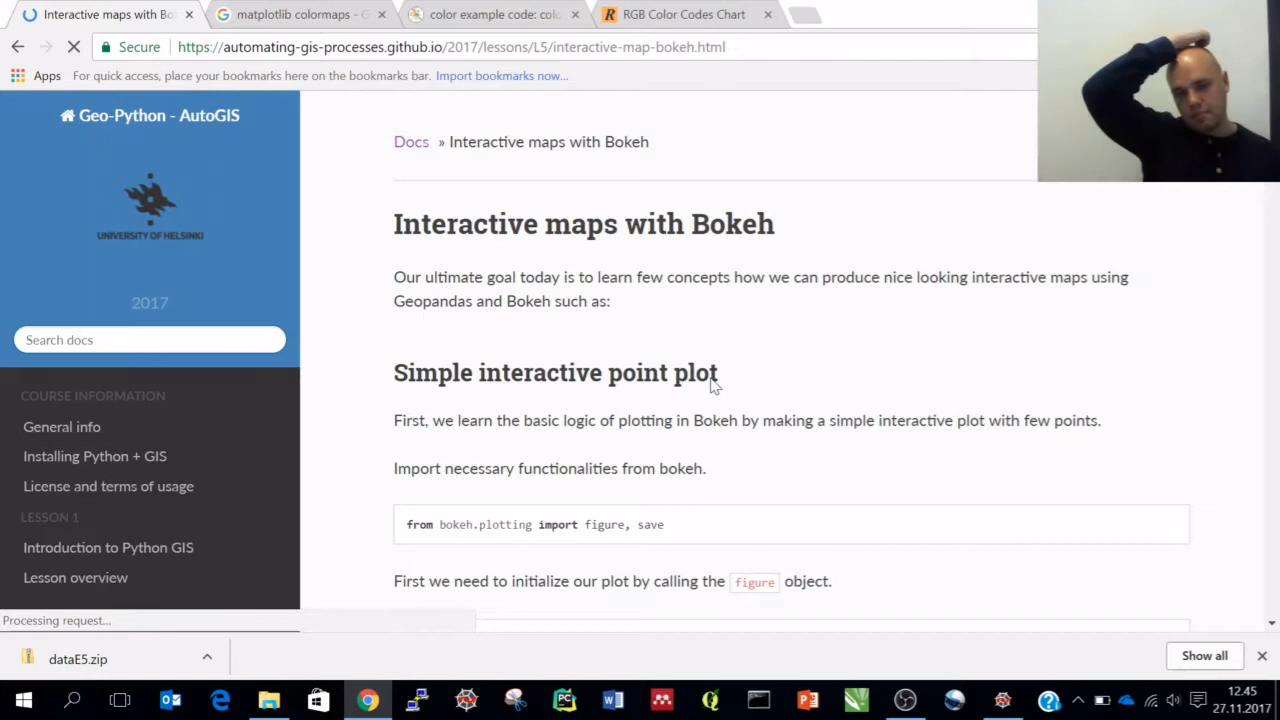 Interactive maps with Bo
matplotlib colormaps - G
color example code: colo
RGB Color Codes Chart
Secure
https://automating-gis-processes.github.io/2017/lessons/L5/interactive-map-bokeh.html
Apps
For quick access, place your bookmarks here on the bookmarks bar. Import bookmarks now...
Geo-Python - AutoGIS
UNIVERSITY OF HELSINKI
2017
Search docs
COURSE INFORMATION
General info
Installing Python + GIS
License and terms of usage
LESSON 1
Introduction to Python GIS
Lesson overview
Docs » Interactive maps with Bokeh
Interactive maps with Bokeh
Our ultimate goal today is to learn few concepts how we can produce nice looking interactive maps using
Geopandas and Bokeh such as:
Simple interactive point plot
First, we learn the basic logic of plotting in Bokeh by making a simple interactive plot with few points.
Import necessary functionalities from bokeh.
from bokeh.plotting import figure, save
First we need to initialize our plot by calling the figure object.
Processing request...
dataE5.zip
Show all
12.45
27.11.2017